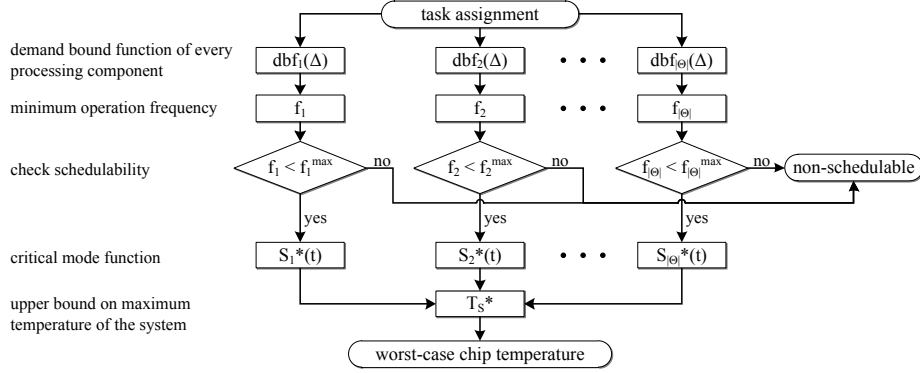 task assignment
demand bound function of every
processing component
dbf₁(Δ)
dbf₂(Δ)
• • •
dbf|Θ|(Δ)
minimum operation frequency
f₁
f₂
• • •
f|Θ|
check schedulability
f₁ < f₁ᵐᵃˣ
no
f₂ < f₂ᵐᵃˣ
no
f|Θ| < f|Θ|ᵐᵃˣ
no
non-schedulable
yes
yes
yes
critical mode function
S₁*(t)
S₂*(t)
• • •
S|Θ|*(t)
upper bound on maximum
temperature of the system
Tₛ*
worst-case chip temperature